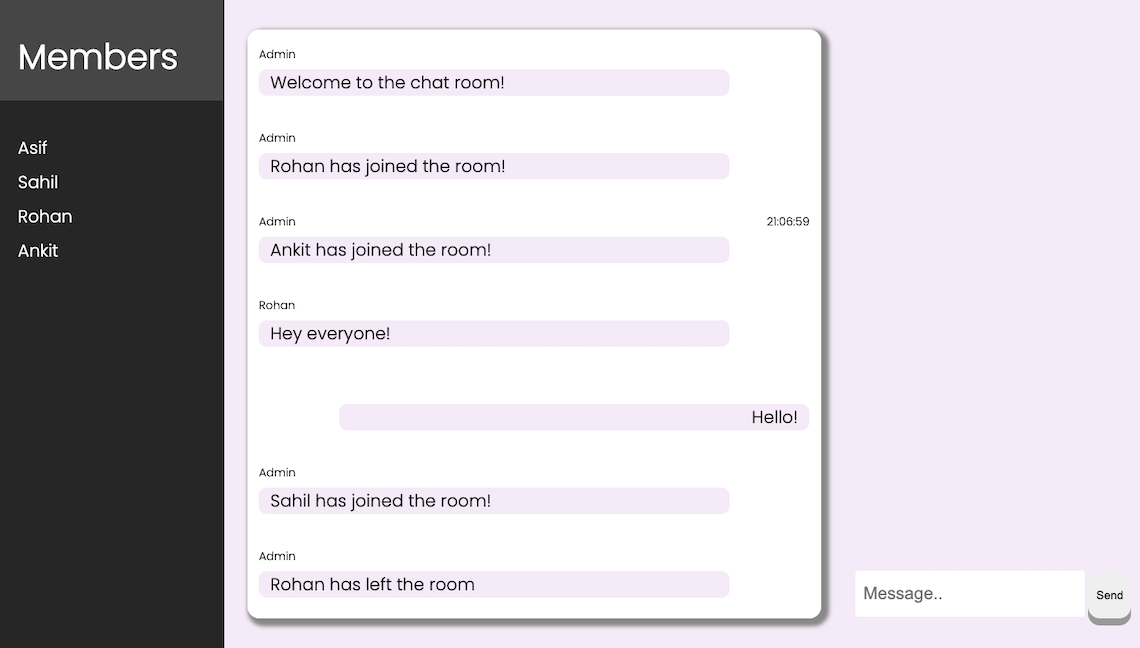 Members
Asif
Sahil
Rohan
Ankit
Admin
Welcome to the chat room!
Admin
Rohan has joined the room!
Admin 21:06:59
Ankit has joined the room!
Rohan
Hey everyone!
Hello!
Admin
Sahil has joined the room!
Admin
Rohan has left the room
Message..
Send